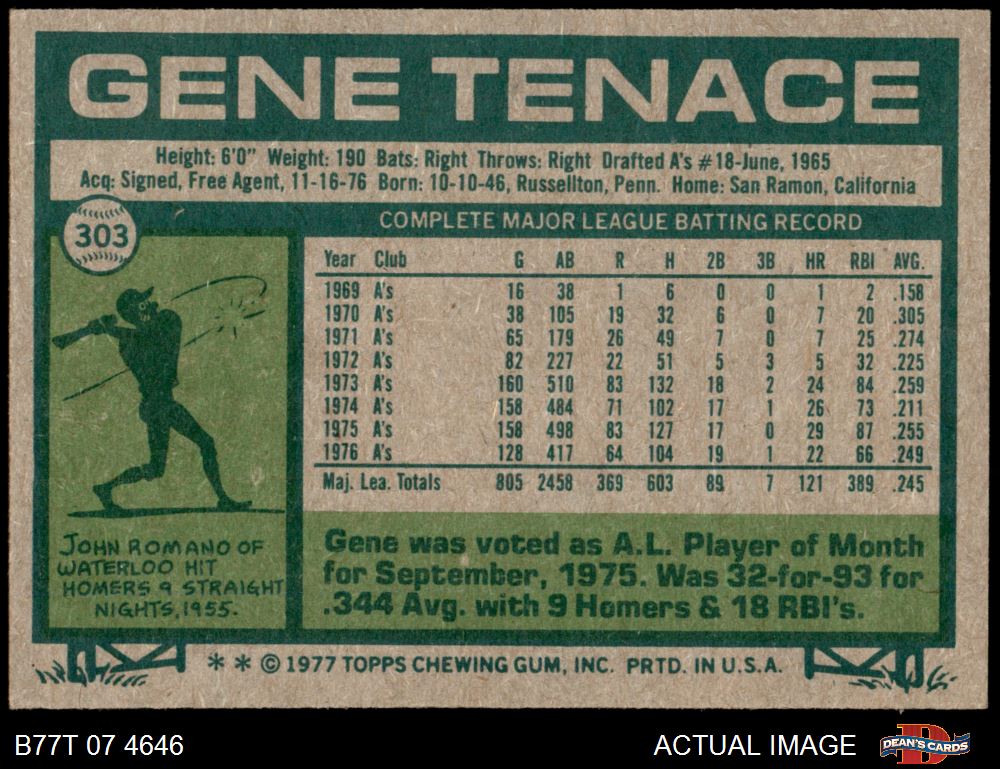 GENE TENACE
Height: 6'0" Weight: 190 Bats: Right Throws: Right Drafted A's #18-June, 1965
Acq: Signed, Free Agent, 11-16-76 Born: 10-10-46, Russellton, Penn. Home: San Ramon, California
303
COMPLETE MAJOR LEAGUE BATTING RECORD
Year Club G AB R H 2B 3B HR RBI AVG.
1969 A's 16 38 1 6 0 0 1 2 .158
1970 A's 38 105 19 32 6 0 7 20 .305
1971 A's 65 179 26 49 7 0 7 25 .274
1972 A's 82 227 22 51 5 3 5 32 .225
1973 A's 160 510 83 132 18 2 24 84 .259
1974 A's 158 484 71 102 17 1 26 73 .211
1975 A's 158 498 83 127 17 0 29 87 .255
1976 A's 128 417 64 104 19 1 22 66 .249
Maj. Lea. Totals 805 2458 369 603 89 7 121 389 .245
JOHN ROMANO OF
WATERLOO HIT
HOMERS 9 STRAIGHT
NIGHTS, 1955.
Gene was voted as A.L. Player of Month
for September, 1975. Was 32-for-93 for
.344 Avg. with 9 Homers & 18 RBI's.
* * © 1977 TOPPS CHEWING GUM, INC. PRTD. IN U.S.A.
B77T 07 4646
ACTUAL IMAGE
B
DEAN'S CARDS